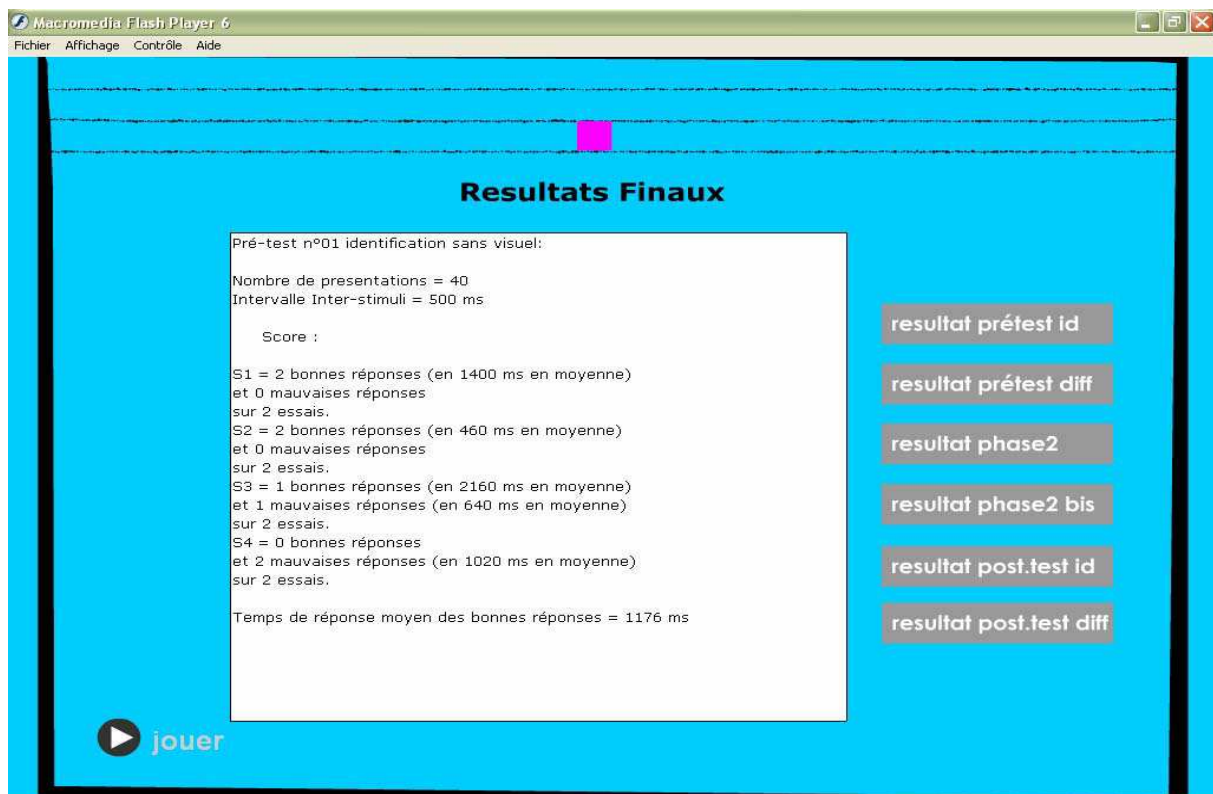 Macromedia Flash Player 6
Fichier Affichage Contrôle Aide
Resultats Finaux
Pré-test n°01 identification sans visuel:
Nombre de presentations = 40
Intervalle Inter-stimuli = 500 ms
Score :
S1 = 2 bonnes réponses (en 1400 ms en moyenne)
et 0 mauvaises réponses
sur 2 essais.
S2 = 2 bonnes réponses (en 460 ms en moyenne)
et 0 mauvaises réponses
sur 2 essais.
S3 = 1 bonnes réponses (en 2160 ms en moyenne)
et 1 mauvaises réponses (en 640 ms en moyenne)
sur 2 essais.
S4 = 0 bonnes réponses
et 2 mauvaises réponses (en 1020 ms en moyenne)
sur 2 essais.
Temps de réponse moyen des bonnes réponses = 1176 ms
resultat prétest id
resultat prétest diff
resultat phase2
resultat phase2 bis
resultat post.test id
resultat post.test diff
jouer